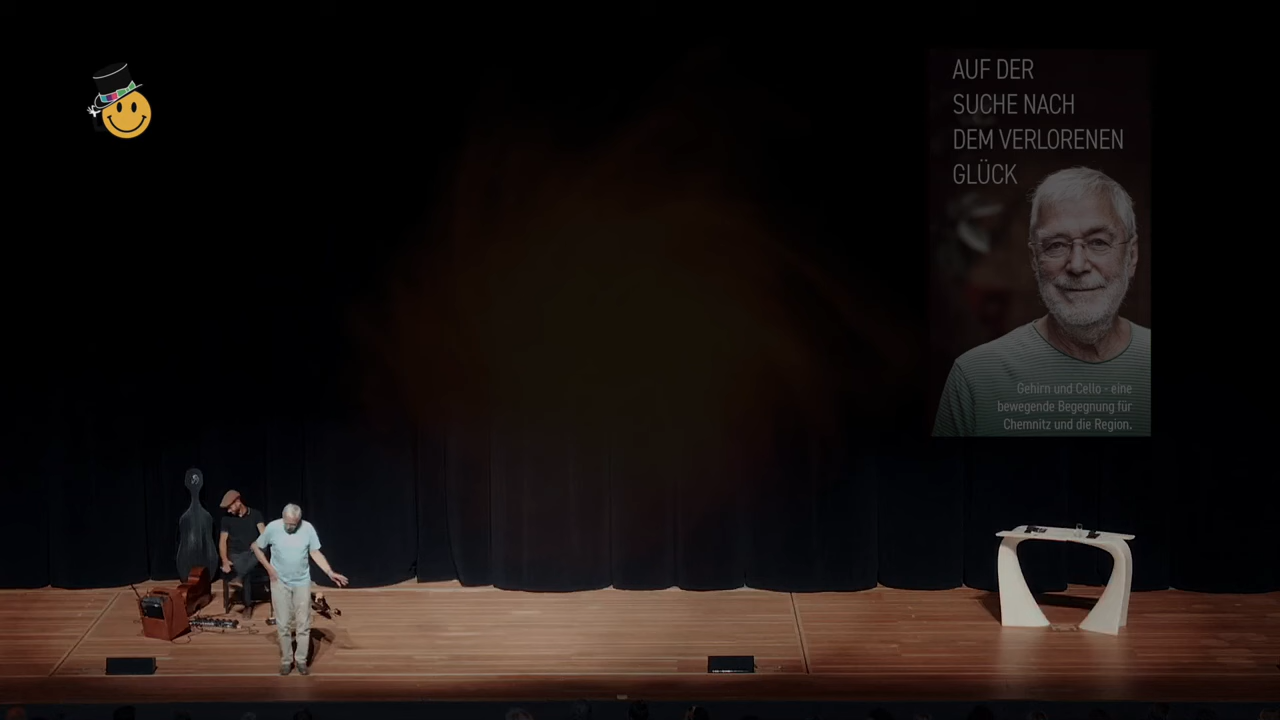 AUF DER
SUCHE NACH
DEM VERLORENEN
GLÜCK
Gehirn und Cello - eine
bewegende Begegnung für
Chemnitz und die Region.